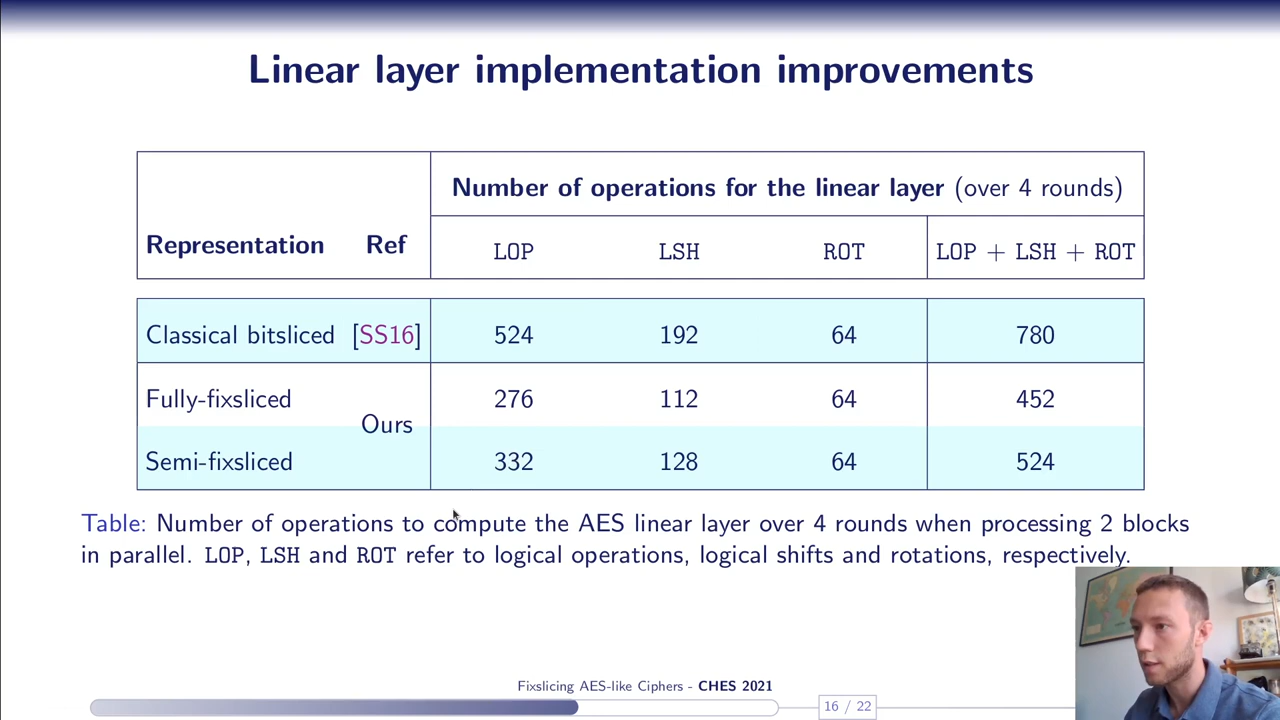 Linear layer implementation improvements
Number of operations for the linear layer (over 4 rounds)
Representation Ref LOP LSH ROT LOP + LSH + ROT
Classical bitsliced [SS16] 524 192 64 780
Fully-fixsliced 276 112 64 452
Ours
Semi-fixsliced 332 128 64 524
Table: Number of operations to compute the AES linear layer over 4 rounds when processing 2 blocks
in parallel. LOP, LSH and ROT refer to logical operations, logical shifts and rotations, respectively.
Fixslicing AES-like Ciphers - CHES 2021
16 / 22